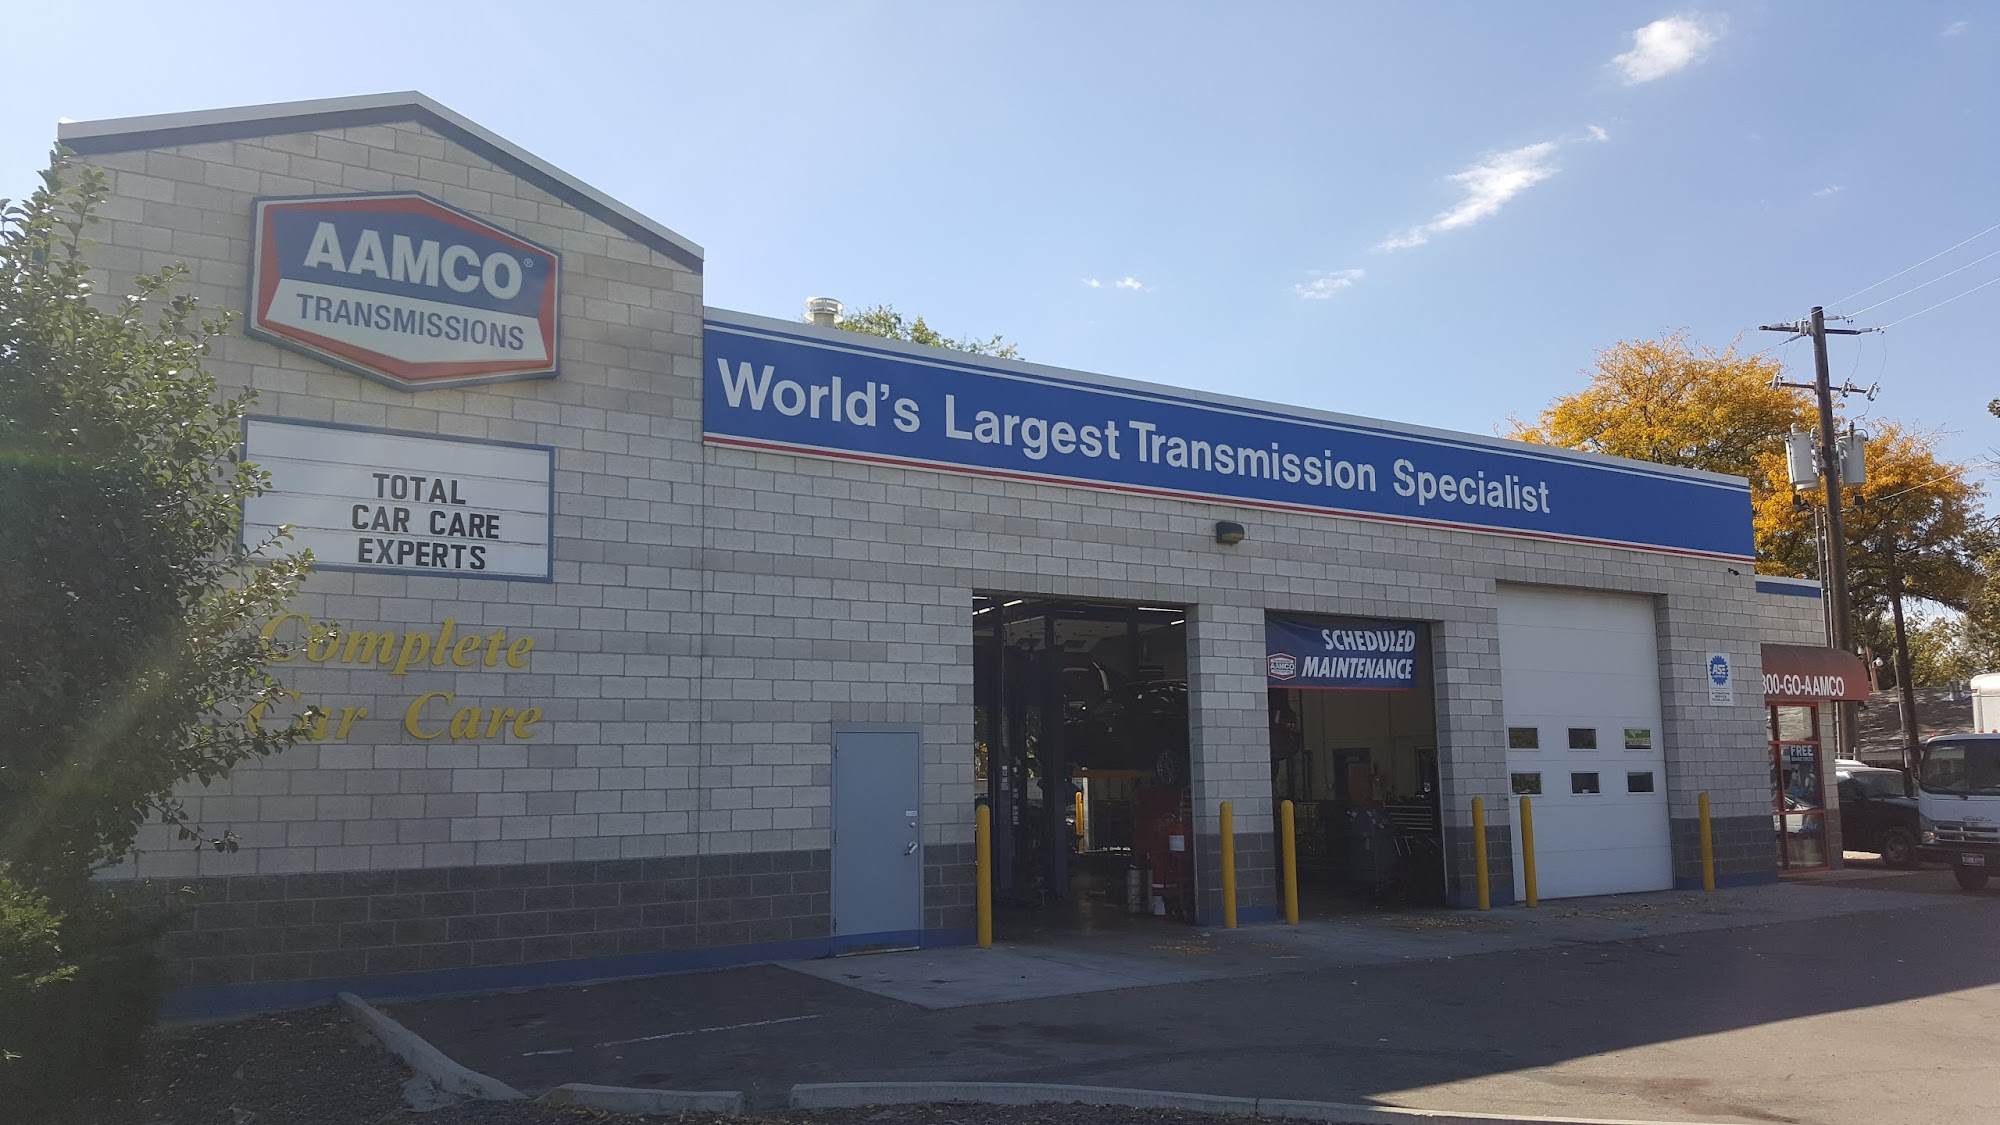 AAMCO®
TRANSMISSIONS
TOTAL
CAR CARE
EXPERTS
Complete
Car Care
World's Largest Transmission Specialist
SCHEDULED
AAMCO
MAINTENANCE
ASE
800-GO-AAMCO
FREE